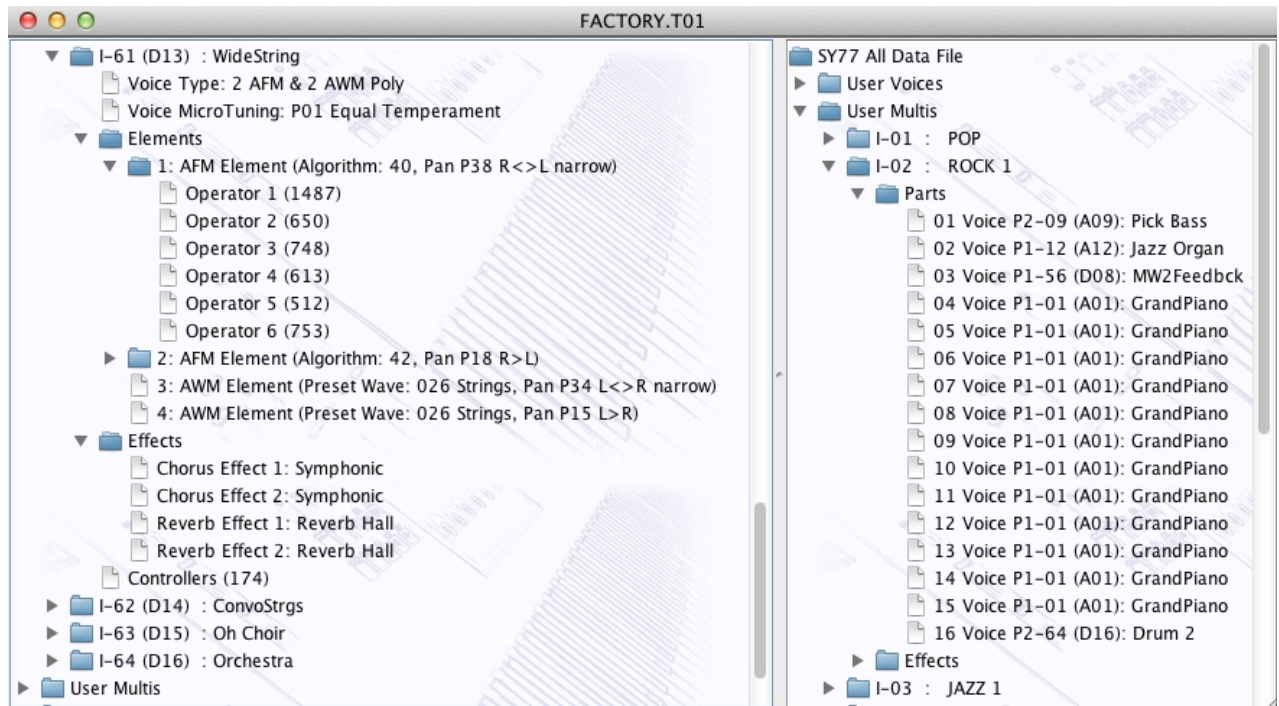 FACTORY.T01
I-61 (D13) : WideString
Voice Type: 2 AFM & 2 AWM Poly
Voice MicroTuning: P01 Equal Temperament
Elements
1: AFM Element (Algorithm: 40, Pan P38 R<>L narrow)
Operator 1 (1487)
Operator 2 (650)
Operator 3 (748)
Operator 4 (613)
Operator 5 (512)
Operator 6 (753)
2: AFM Element (Algorithm: 42, Pan P18 R>L)
3: AWM Element (Preset Wave: 026 Strings, Pan P34 L<>R narrow)
4: AWM Element (Preset Wave: 026 Strings, Pan P15 L>R)
Effects
Chorus Effect 1: Symphonic
Chorus Effect 2: Symphonic
Reverb Effect 1: Reverb Hall
Reverb Effect 2: Reverb Hall
Controllers (174)
I-62 (D14) : ConvoStrgs
I-63 (D15) : Oh Choir
I-64 (D16) : Orchestra
User Multis
SY77 All Data File
User Voices
User Multis
I-01 : POP
I-02 : ROCK 1
Parts
01 Voice P2-09 (A09): Pick Bass
02 Voice P1-12 (A12): Jazz Organ
03 Voice P1-56 (D08): MW2Feedbck
04 Voice P1-01 (A01): GrandPiano
05 Voice P1-01 (A01): GrandPiano
06 Voice P1-01 (A01): GrandPiano
07 Voice P1-01 (A01): GrandPiano
08 Voice P1-01 (A01): GrandPiano
09 Voice P1-01 (A01): GrandPiano
10 Voice P1-01 (A01): GrandPiano
11 Voice P1-01 (A01): GrandPiano
12 Voice P1-01 (A01): GrandPiano
13 Voice P1-01 (A01): GrandPiano
14 Voice P1-01 (A01): GrandPiano
15 Voice P1-01 (A01): GrandPiano
16 Voice P2-64 (D16): Drum 2
Effects
I-03 : JAZZ 1